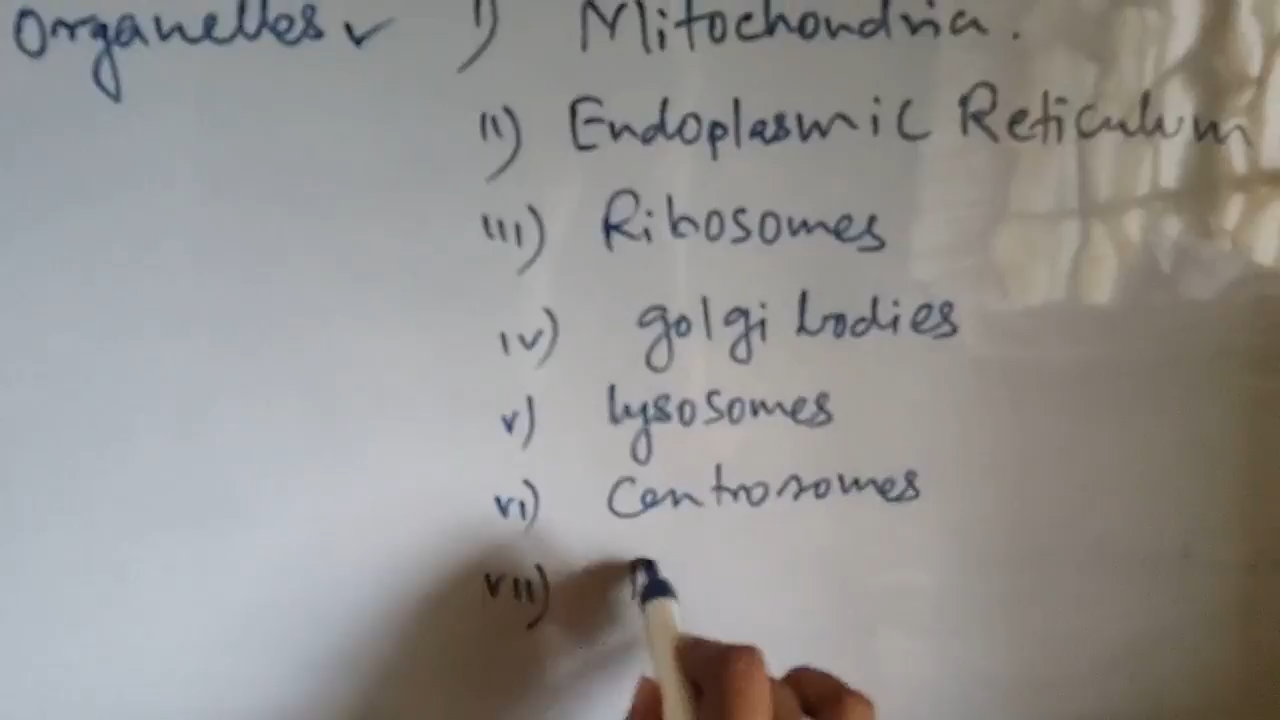 Organelles i) Mitochondria.
ii) Endoplasmic Reticulum
iii) Ribosomes
iv) golgi bodies
v) lysosomes
vi) Centrosomes
vii)